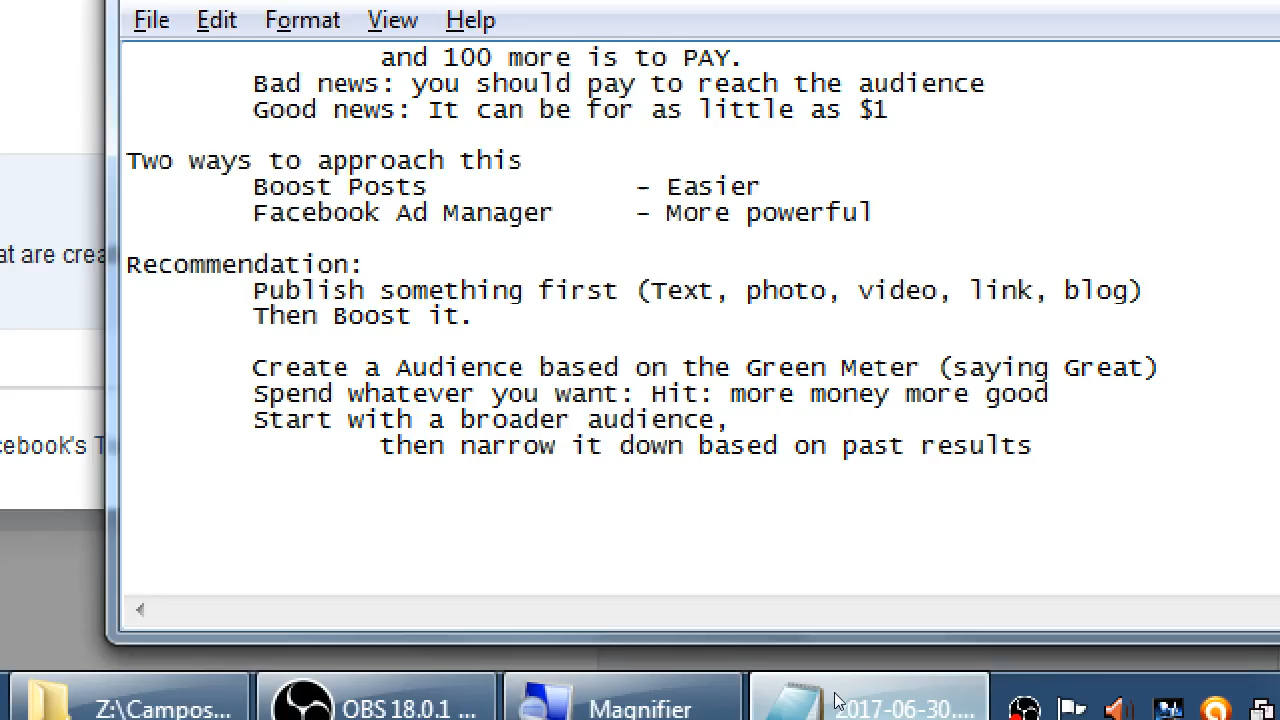 File Edit Format View Help
and 100 more is to PAY.
Bad news: you should pay to reach the audience
Good news: It can be for as little as $1
Two ways to approach this
Boost Posts - Easier
Facebook Ad Manager - More powerful
at are crea
Recommendation:
Publish something first (Text, photo, video, link, blog)
Then Boost it.
Create a Audience based on the Green Meter (saying Great)
Spend whatever you want: Hit: more money more good
Start with a broader audience,
cebook's T
then narrow it down based on past results
Z:\Campos... OBS 18.0.1 ... Magnifier 2017-06-30....